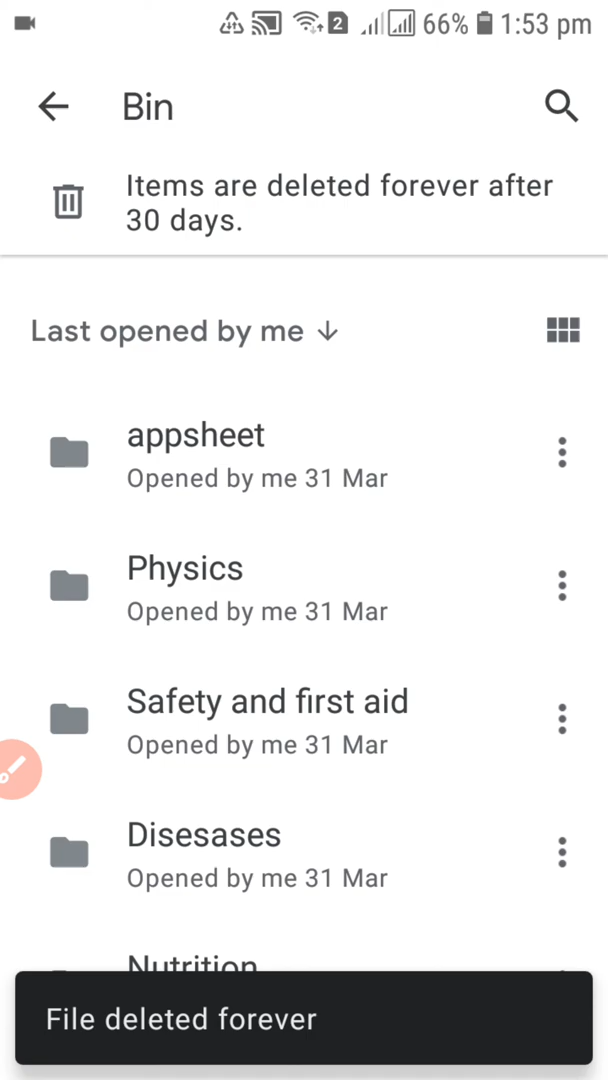 2 66% 1:53 pm
Bin
Items are deleted forever after
30 days.
Last opened by me ↓
appsheet
Opened by me 31 Mar
Physics
Opened by me 31 Mar
Safety and first aid
Opened by me 31 Mar
Disesases
Opened by me 31 Mar
Nutrition
File deleted forever